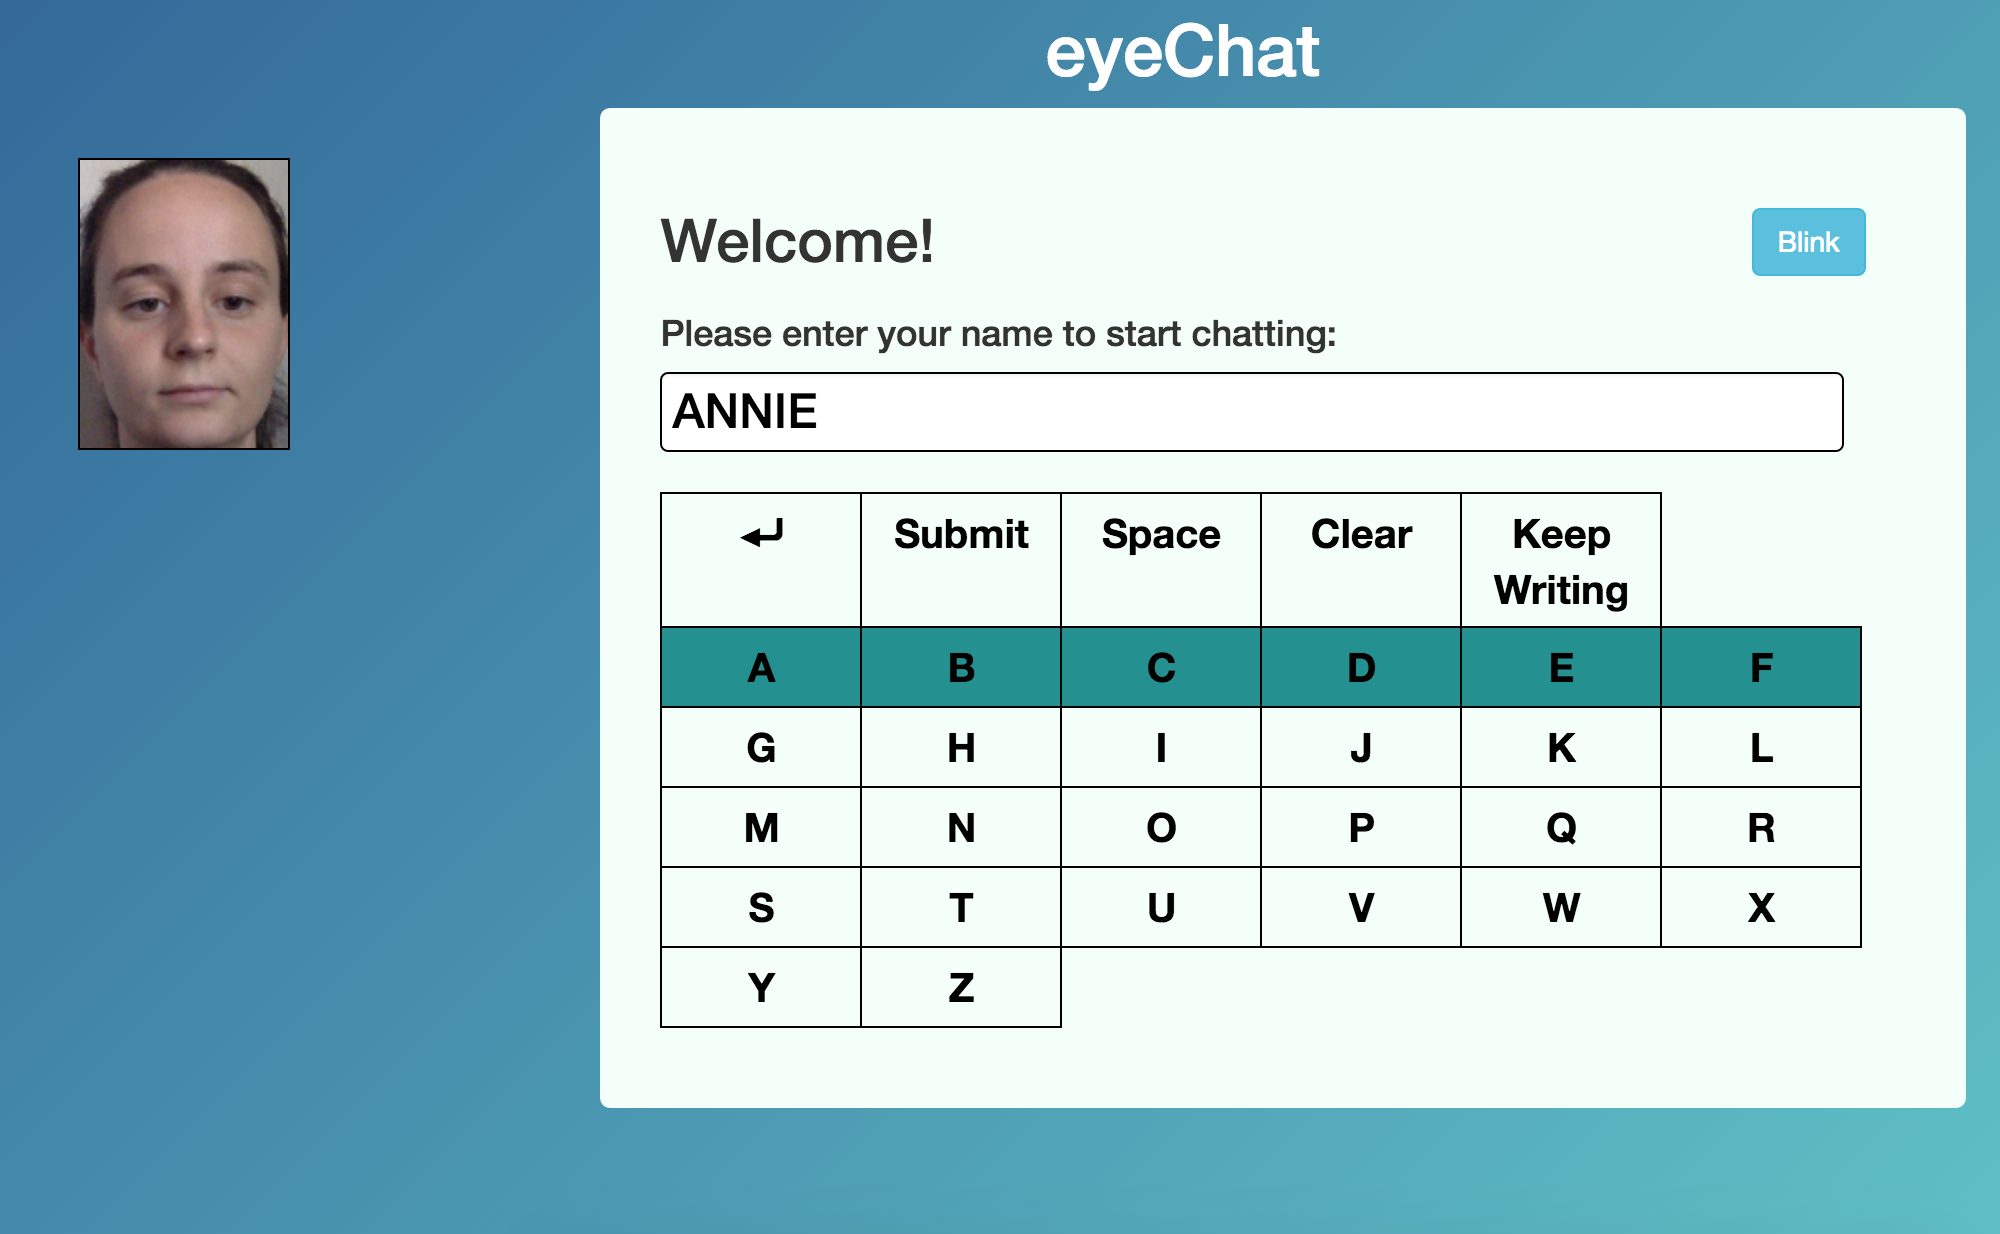 eyeChat
Welcome!
Blink
Please enter your name to start chatting:
ANNIE
Submit Space Clear Keep Writing
A B C D E F
G H I J K L
M N O P Q R
S T U V W X
Y Z